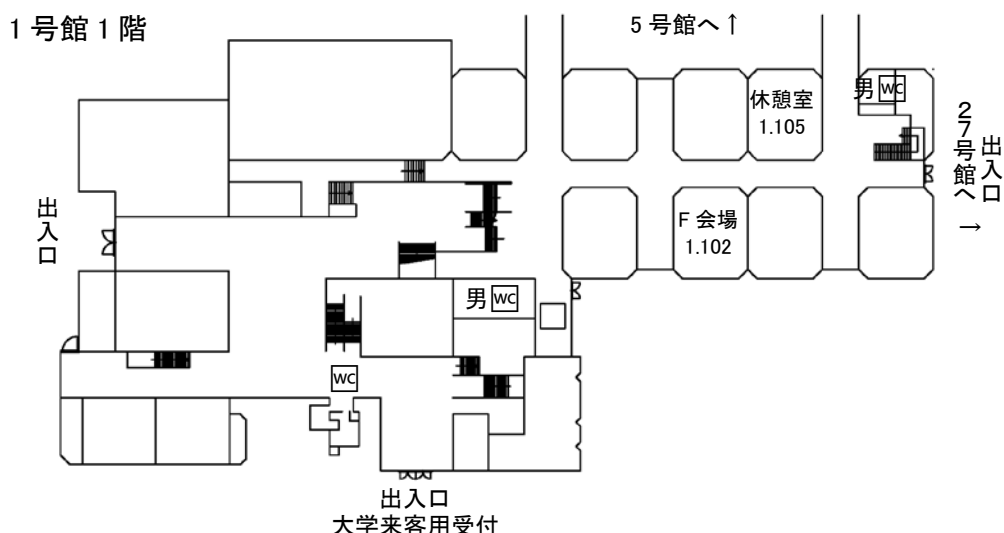 1号館1階
5号館へ↑
休憩室
1.105
男 WC
27号館へ →
出入口
出入口
F会場
1.102
男 WC
WC
出入口
大学来客用受付